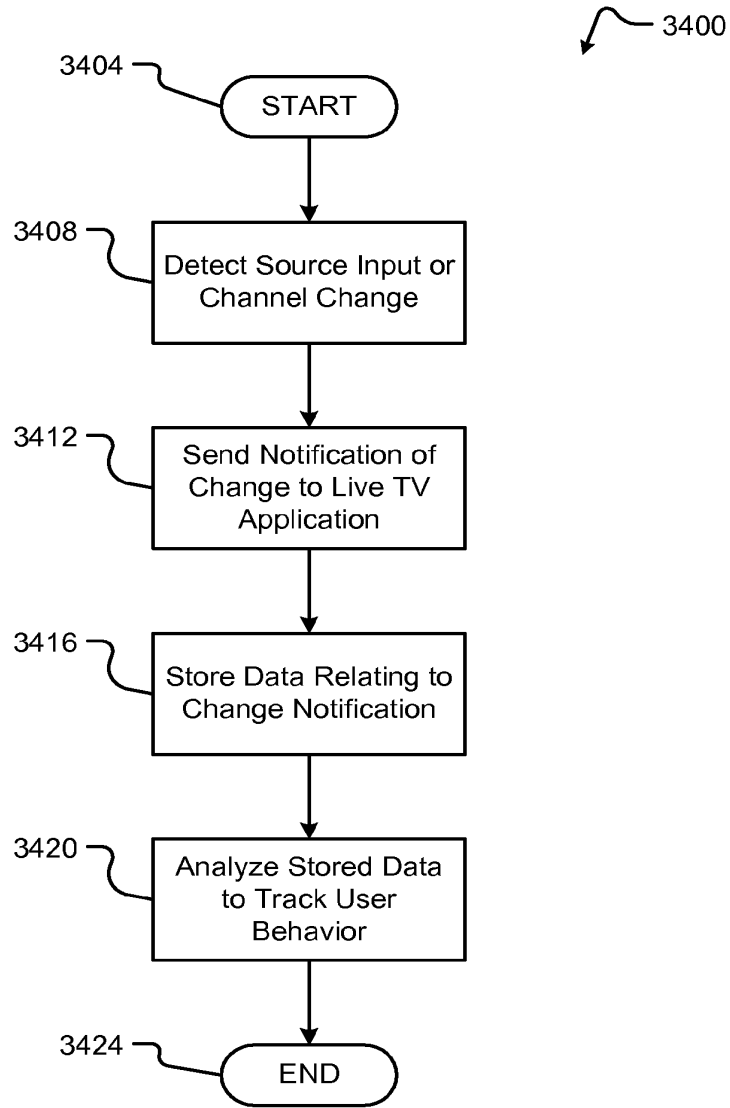 3400
3404
START
3408
Detect Source Input or
Channel Change
3412
Send Notification of
Change to Live TV
Application
3416
Store Data Relating to
Change Notification
3420
Analyze Stored Data
to Track User
Behavior
3424
END